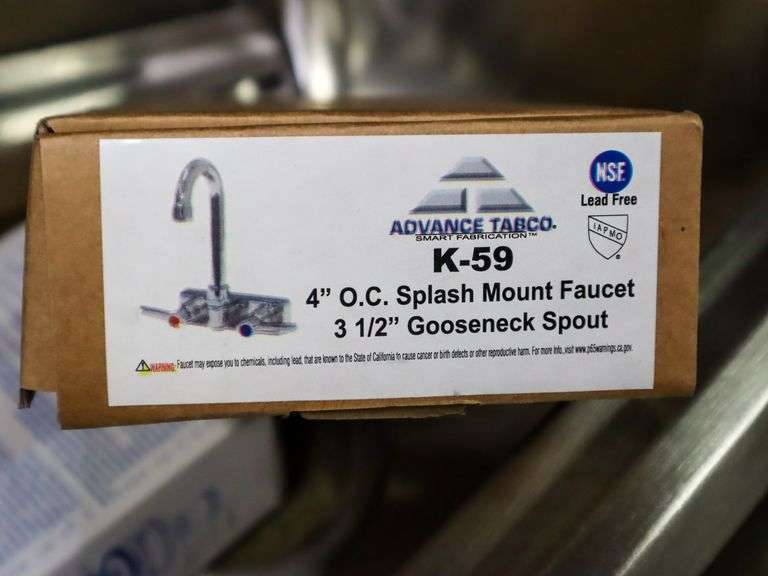 NSF
Lead Free
IAPMO
®
ADVANCE TABCO®
SMART FABRICATION™
K-59
4” O.C. Splash Mount Faucet
3 1/2” Gooseneck Spout
WARNING: Faucet may expose you to chemicals, including lead, that are known to the State of California to cause cancer or birth defects or other reproductive harm. For more Info, visit www.p65warnings.ca.gov.